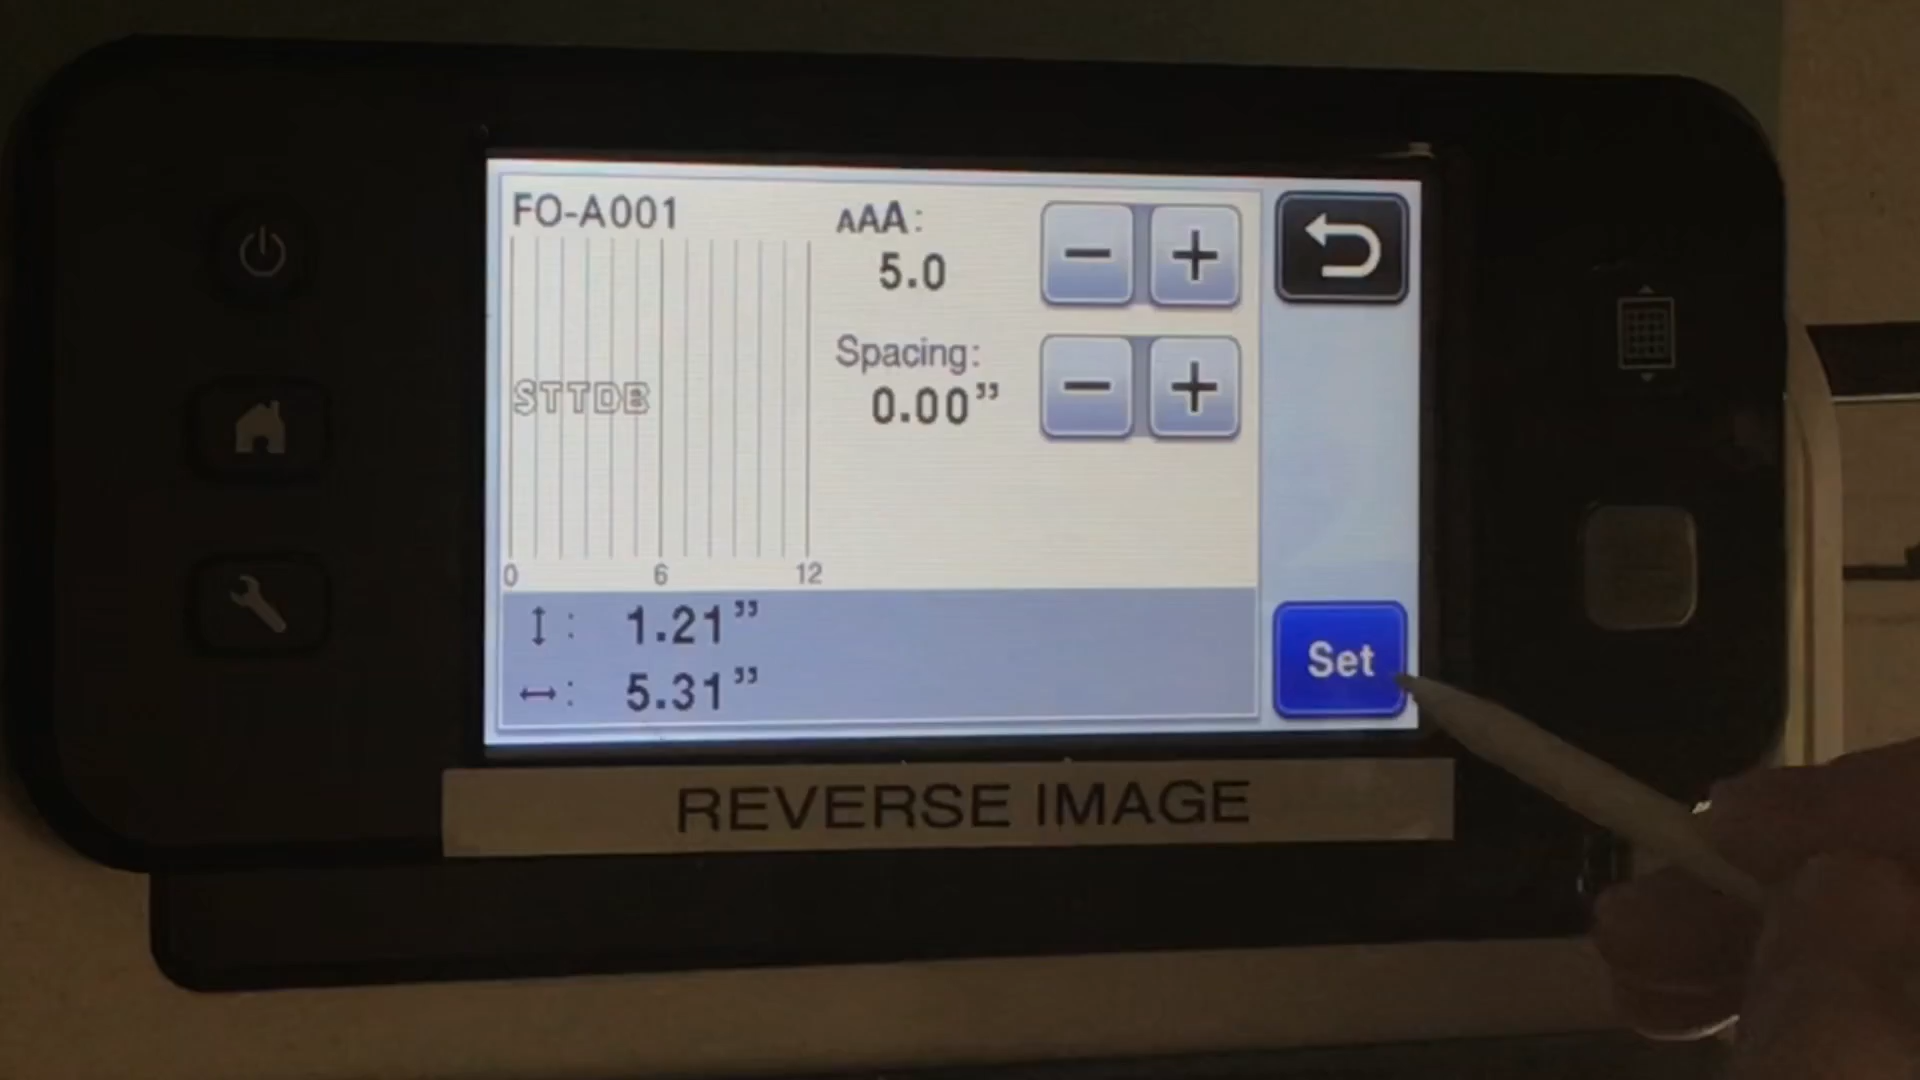 FO-A001
AAA:
5.0
Spacing:
0.00”
STTDB
0 6 12
↕: 1.21”
↔: 5.31”
Set
REVERSE IMAGE